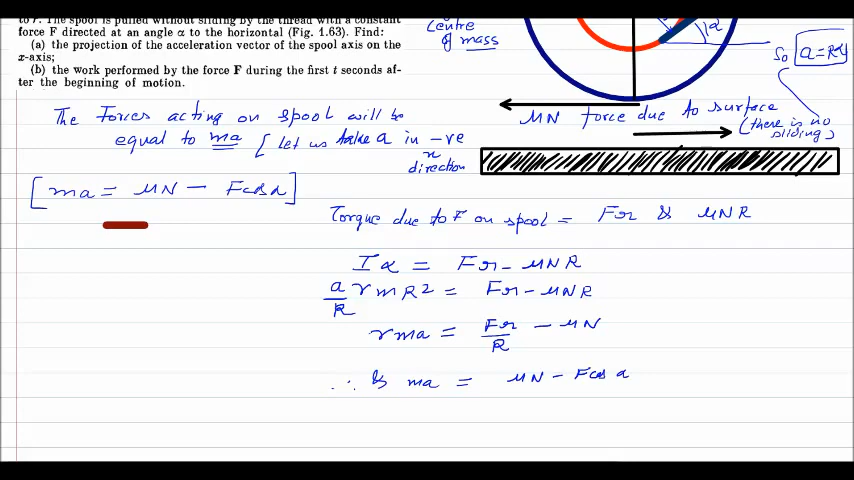 to r. The spool is pulled without sliding by the thread with a constant
force F directed at an angle α to the horizontal (Fig. 1.63). Find:
(a) the projection of the acceleration vector of the spool axis on the
x-axis;
(b) the work performed by the force F during the first t seconds af-
ter the beginning of motion.
Centre
of mass
α
So a = Rγ
μN force due to surface
(there is no
sliding)
The Forces acting on spool will be
equal to ma [ Let us take a in -ve
x
direction
[ ma = μN - Fcosα ]
Torque due to F on spool = Fr & μNR
Iα = Fr - μNR
a/R γmR² = Fr - μNR
γma = Fr/R - μN
∴ & ma = μN - Fcosα